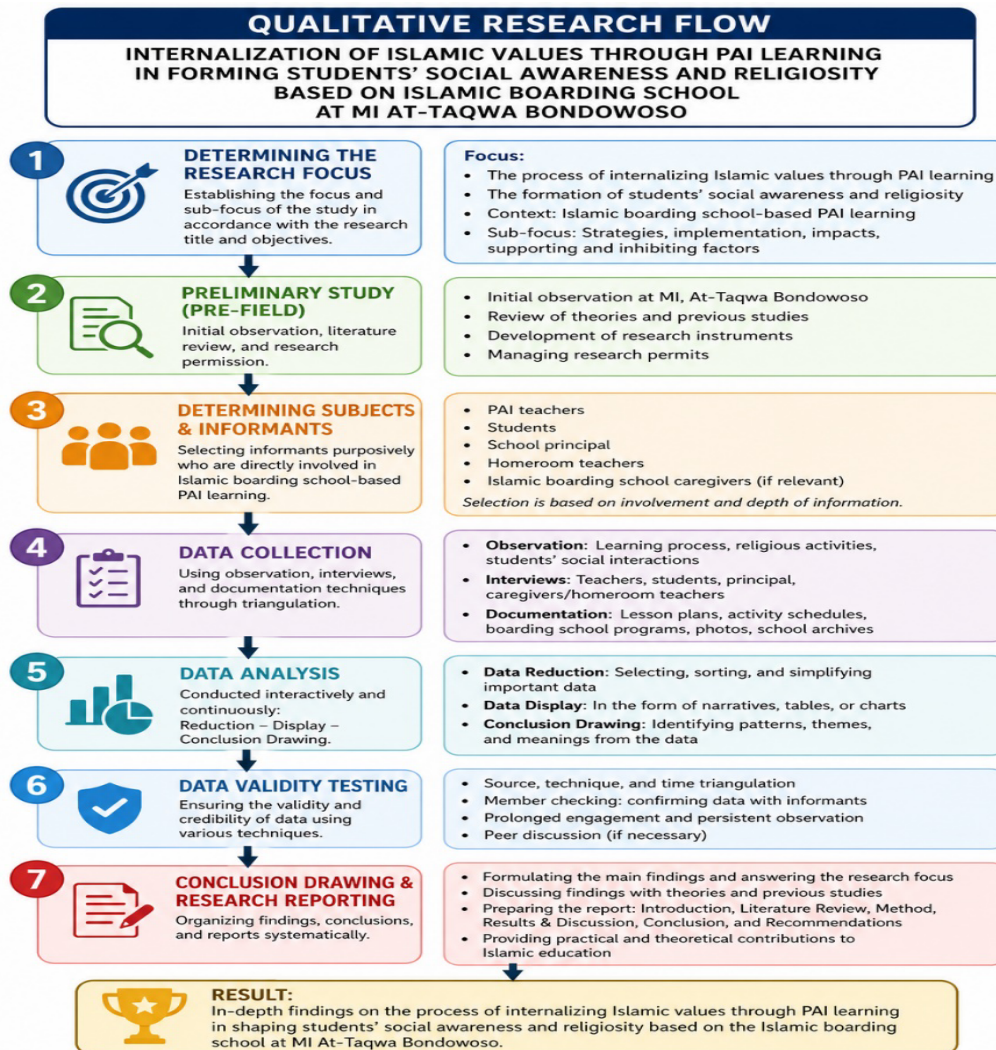 QUALITATIVE RESEARCH FLOW
INTERNALIZATION OF ISLAMIC VALUES THROUGH PAI LEARNING
IN FORMING STUDENTS' SOCIAL AWARENESS AND RELIGIOSITY
BASED ON ISLAMIC BOARDING SCHOOL
AT MI AT-TAQWA BONDOWOSO
1
DETERMINING THE
RESEARCH FOCUS
Establishing the focus and
sub-focus of the study in
accordance with the research
title and objectives.
Focus:
• The process of internalizing Islamic values through PAI learning
• The formation of students' social awareness and religiosity
• Context: Islamic boarding school-based PAI learning
• Sub-focus: Strategies, implementation, impacts,
supporting and inhibiting factors
2
PRELIMINARY STUDY
(PRE-FIELD)
Initial observation, literature
review, and research
permission.
• Initial observation at MI, At-Taqwa Bondowoso
• Review of theories and previous studies
• Development of research instruments
• Managing research permits
3
DETERMINING SUBJECTS
& INFORMANTS
Selecting informants purposively
who are directly involved in
Islamic boarding school-based
PAI learning.
• PAI teachers
• Students
• School principal
• Homeroom teachers
• Islamic boarding school caregivers (if relevant)
Selection is based on involvement and depth of information.
4
DATA COLLECTION
Using observation, interviews,
and documentation techniques
through triangulation.
• Observation: Learning process, religious activities,
students' social interactions
• Interviews: Teachers, students, principal,
caregivers/homeroom teachers
• Documentation: Lesson plans, activity schedules,
boarding school programs, photos, school archives
5
DATA ANALYSIS
Conducted interactively and
continuously:
Reduction – Display –
Conclusion Drawing.
• Data Reduction: Selecting, sorting, and simplifying
important data
• Data Display: In the form of narratives, tables, or charts
• Conclusion Drawing: Identifying patterns, themes,
and meanings from the data
6
DATA VALIDITY TESTING
Ensuring the validity and
credibility of data using
various techniques.
• Source, technique, and time triangulation
• Member checking: confirming data with informants
• Prolonged engagement and persistent observation
• Peer discussion (if necessary)
7
CONCLUSION DRAWING &
RESEARCH REPORTING
Organizing findings, conclusions,
and reports systematically.
• Formulating the main findings and answering the research focus
• Discussing findings with theories and previous studies
• Preparing the report: Introduction, Literature Review, Method,
Results & Discussion, Conclusion, and Recommendations
• Providing practical and theoretical contributions to
Islamic education
RESULT:
In-depth findings on the process of internalizing Islamic values through PAI learning
in shaping students' social awareness and religiosity based on the Islamic boarding
school at MI At-Taqwa Bondowoso.